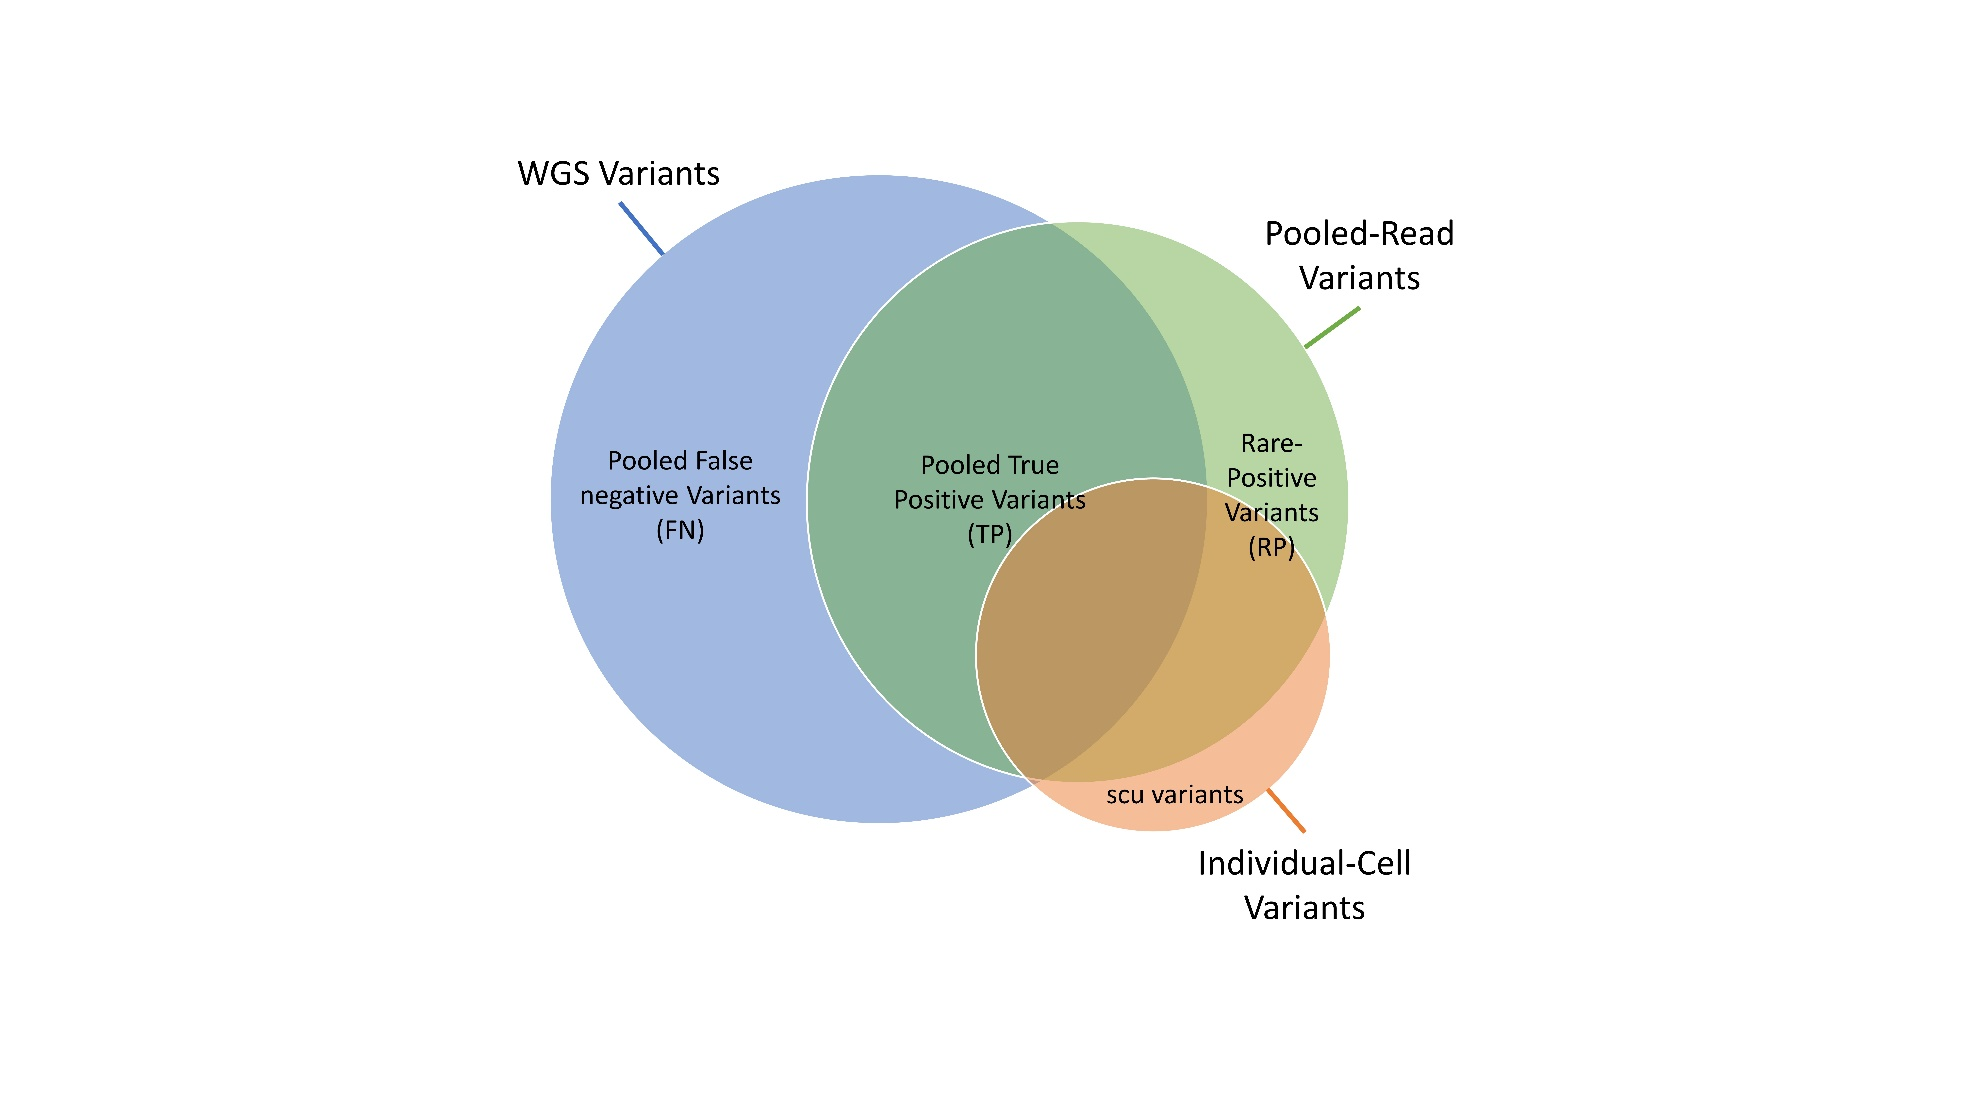 WGS Variants
Pooled-Read
Variants
Pooled False
negative Variants
(FN)
Pooled True
Positive Variants
(TP)
Rare-
Positive
Variants
(RP)
scu variants
Individual-Cell
Variants